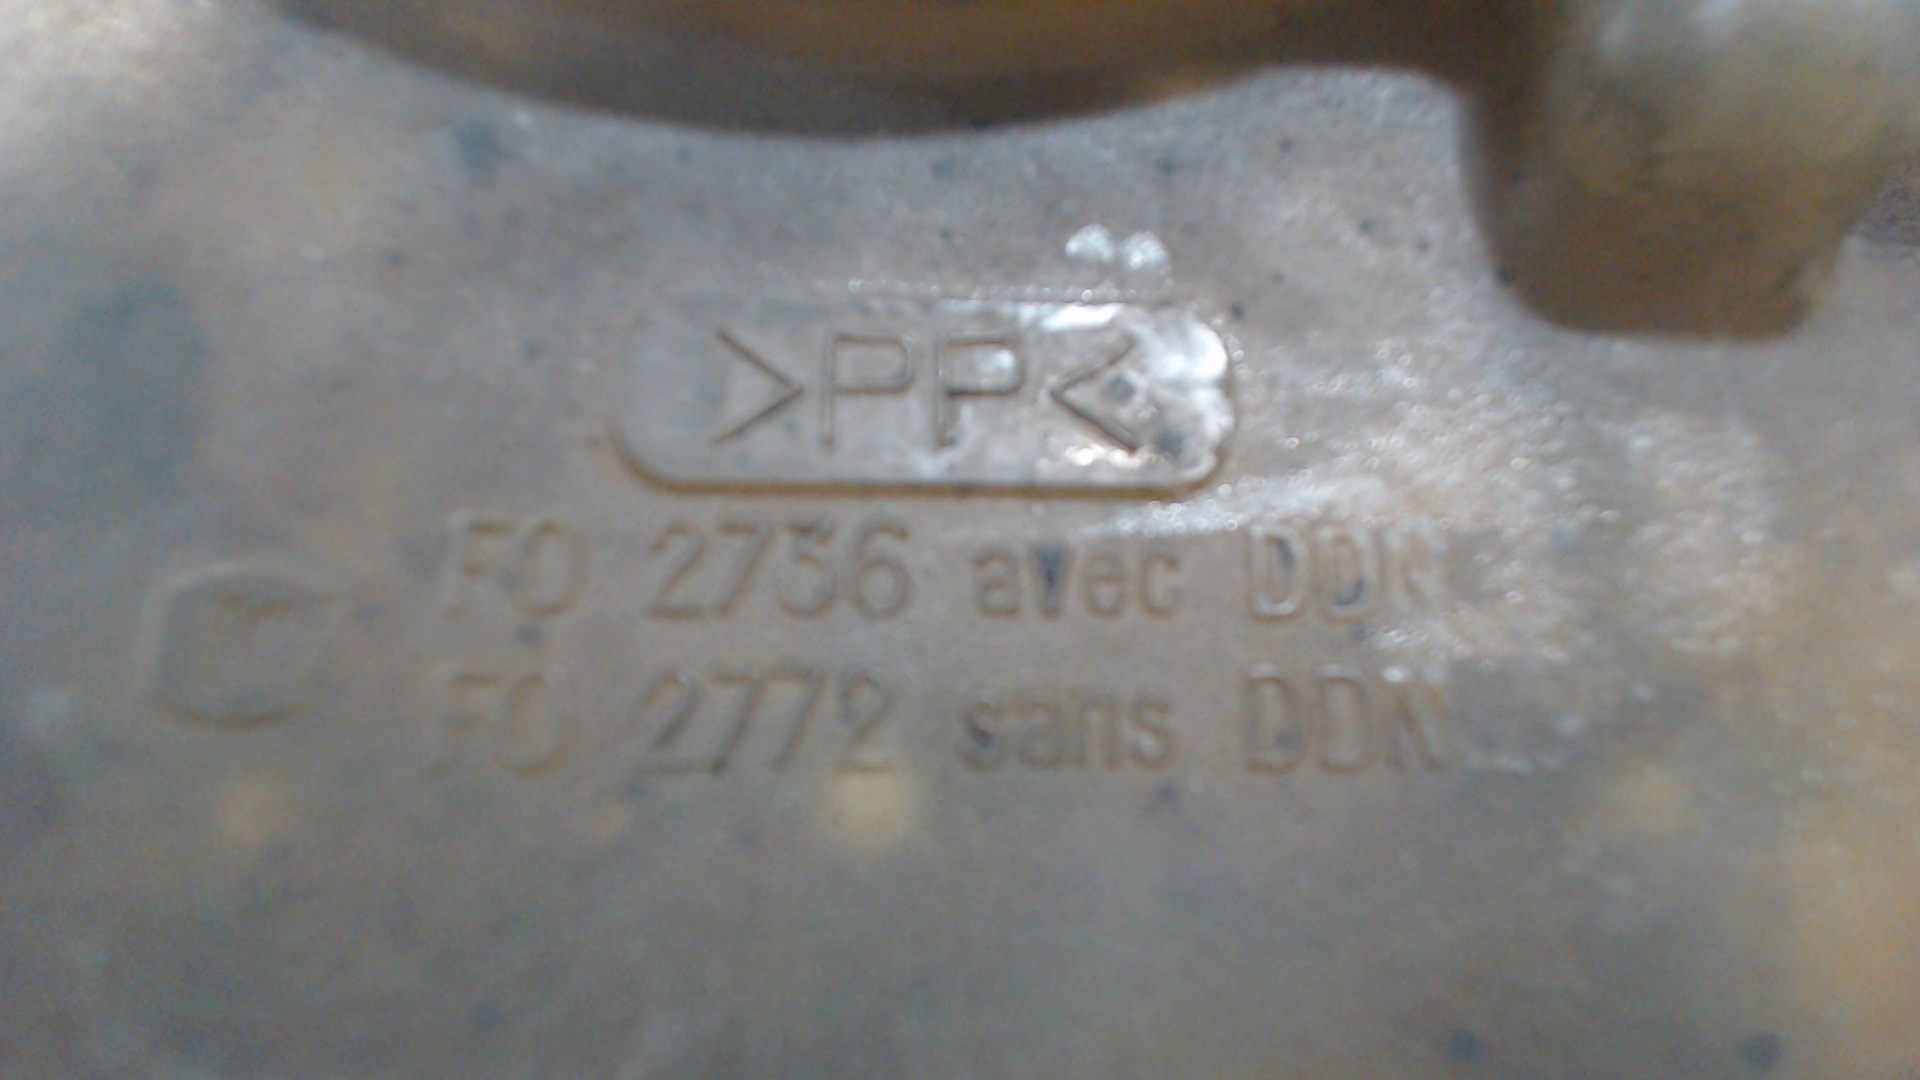 >PP<
FO 2736 avec DDN
FO 2772 sans DDN